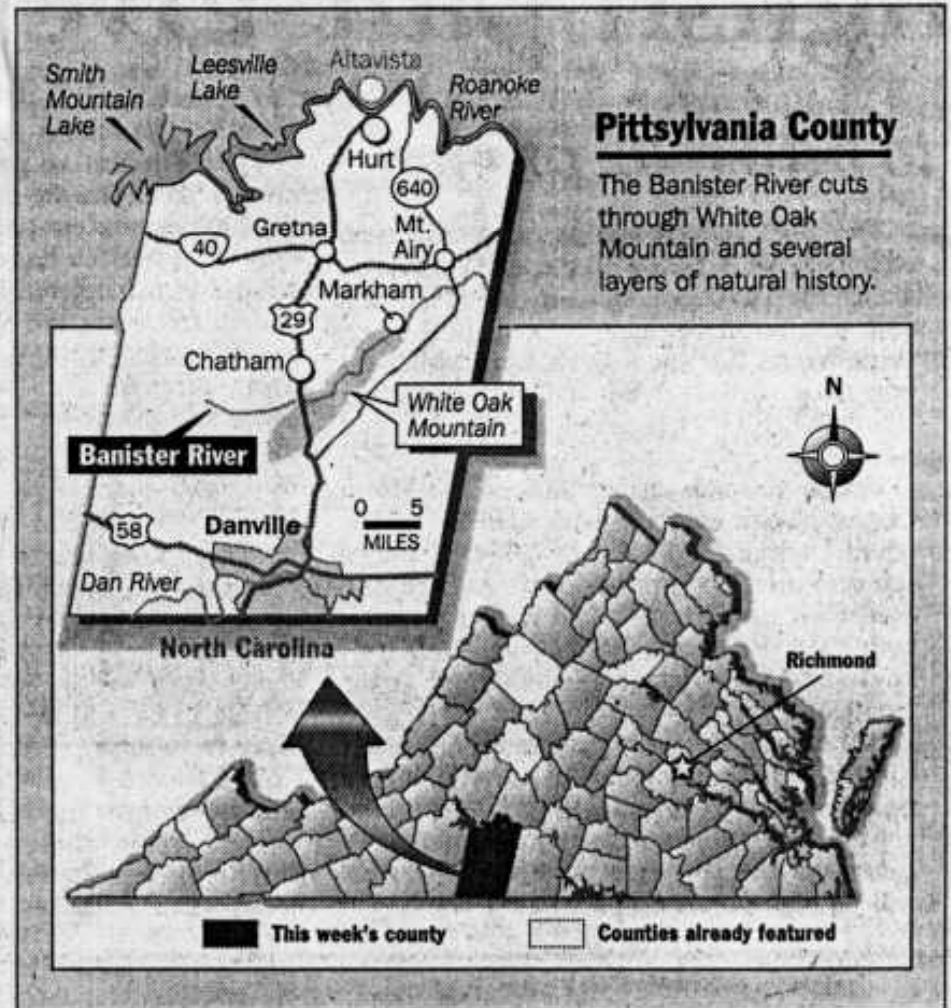 Smith
Mountain
Lake
Leesville
Lake
Altavista
Roanoke
River
Hurt
640
Gretna
40
Mt.
Airy
Markham
29
Chatham
White Oak
Mountain
Banister River
Danville
0 5
MILES
58
Dan River
North Carolina
Pittsylvania County
The Banister River cuts
through White Oak
Mountain and several
layers of natural history.
N
Richmond
This week's county
Counties already featured